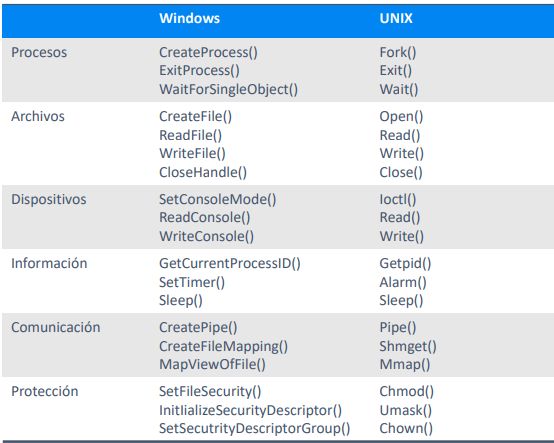 Windows UNIX
Procesos CreateProcess() Fork()
ExitProcess() Exit()
WaitForSingleObject() Wait()
Archivos CreateFile() Open()
ReadFile() Read()
WriteFile() Write()
CloseHandle() Close()
Dispositivos SetConsoleMode() Ioctl()
ReadConsole() Read()
WriteConsole() Write()
Información GetCurrentProcessID() Getpid()
SetTimer() Alarm()
Sleep() Sleep()
Comunicación CreatePipe() Pipe()
CreateFileMapping() Shmget()
MapViewOfFile() Mmap()
Protección SetFileSecurity() Chmod()
InitlializeSecurityDescriptor() Umask()
SetSecutrityDescriptorGroup() Chown()